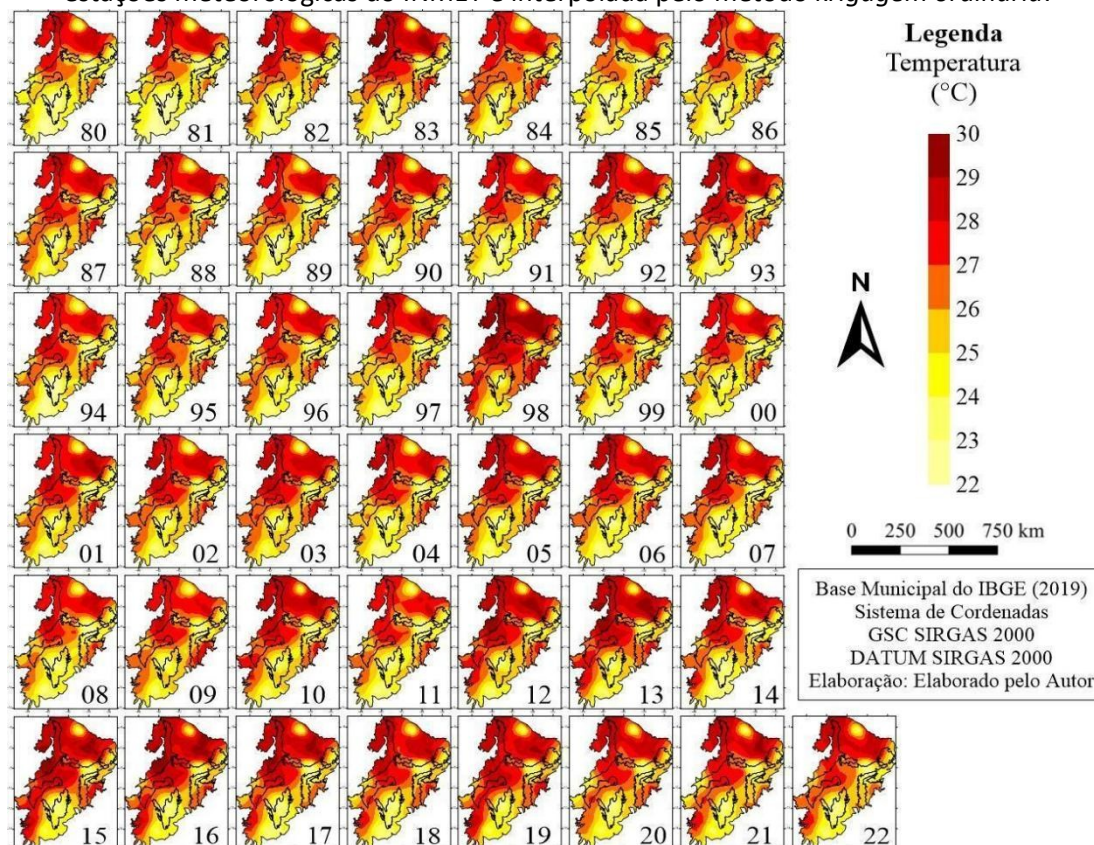 estações meteorológicas do INMET e interpolada pelo método krigagem ordinária.
80 81 82 83 84 85 86
87 88 89 90 91 92 93
94 95 96 97 98 99 00
01 02 03 04 05 06 07
08 09 10 11 12 13 14
15 16 17 18 19 20 21 22
Legenda
Temperatura
(°C)
30
29
28
27
26
25
24
23
22
N
0 250 500 750 km
Base Municipal do IBGE (2019)
Sistema de Cordenadas
GSC SIRGAS 2000
DATUM SIRGAS 2000
Elaboração: Elaborado pelo Autor